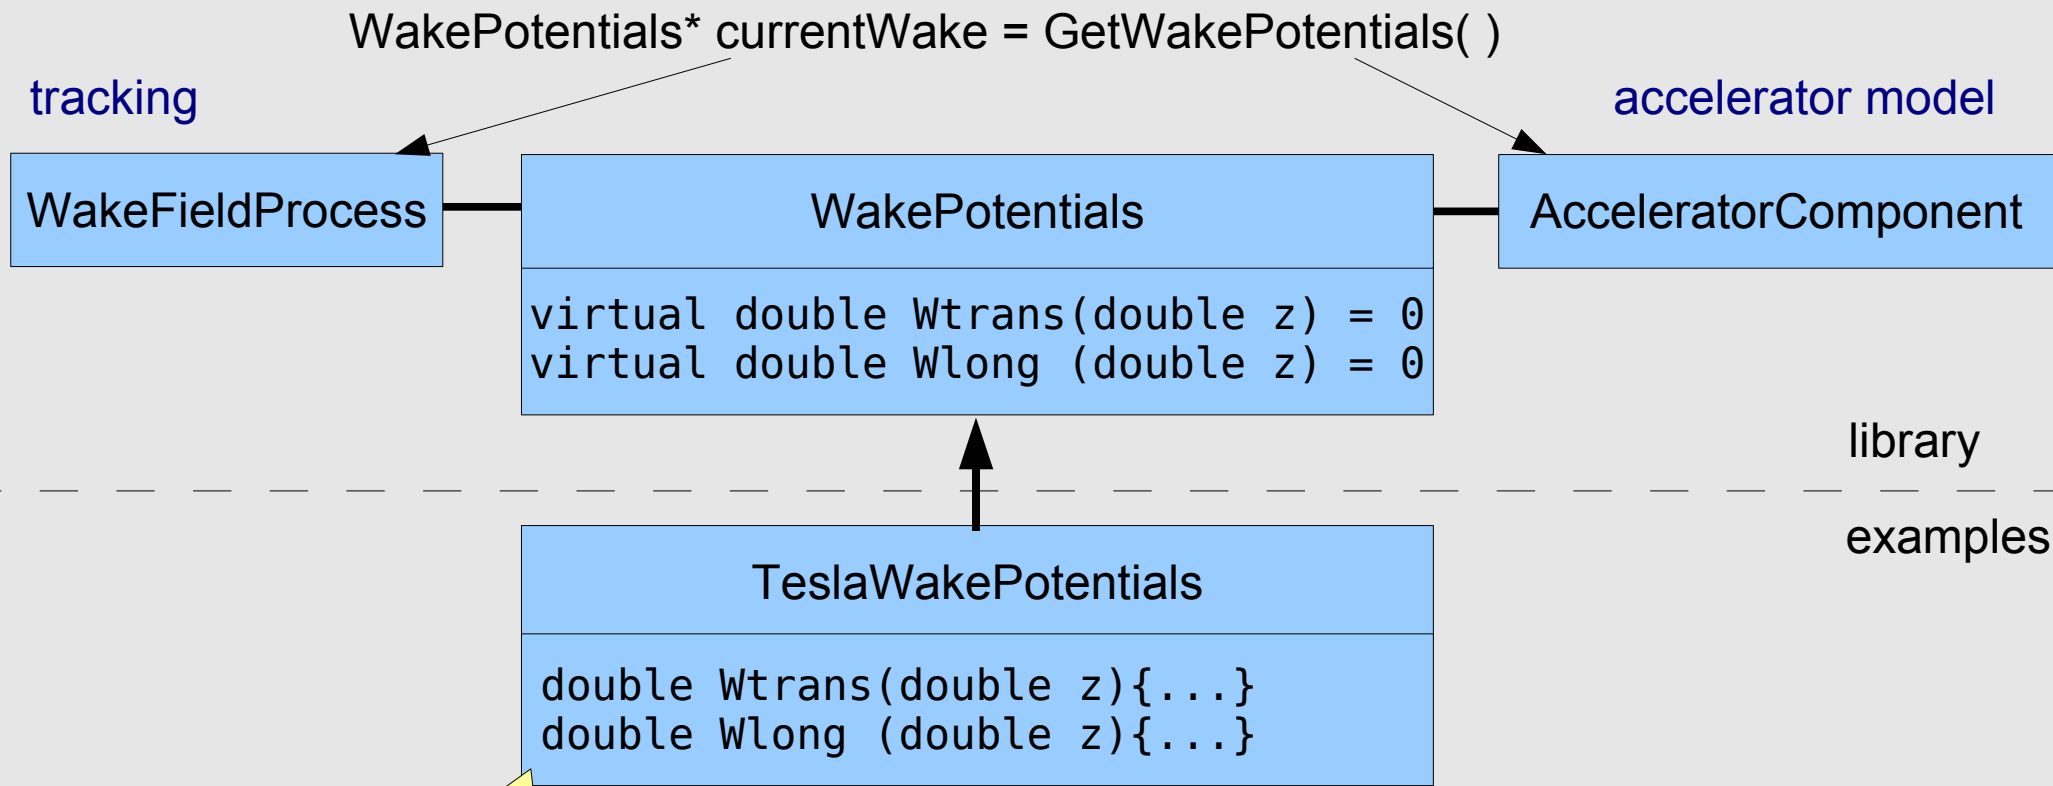 WakePotentials* currentWake = GetWakePotentials( )
tracking
accelerator model
WakeFieldProcess
WakePotentials
AcceleratorComponent
virtual double Wtrans(double z) = 0
virtual double Wlong (double z) = 0
library
examples
TeslaWakePotentials
double Wtrans(double z){...}
double Wlong (double z){...}